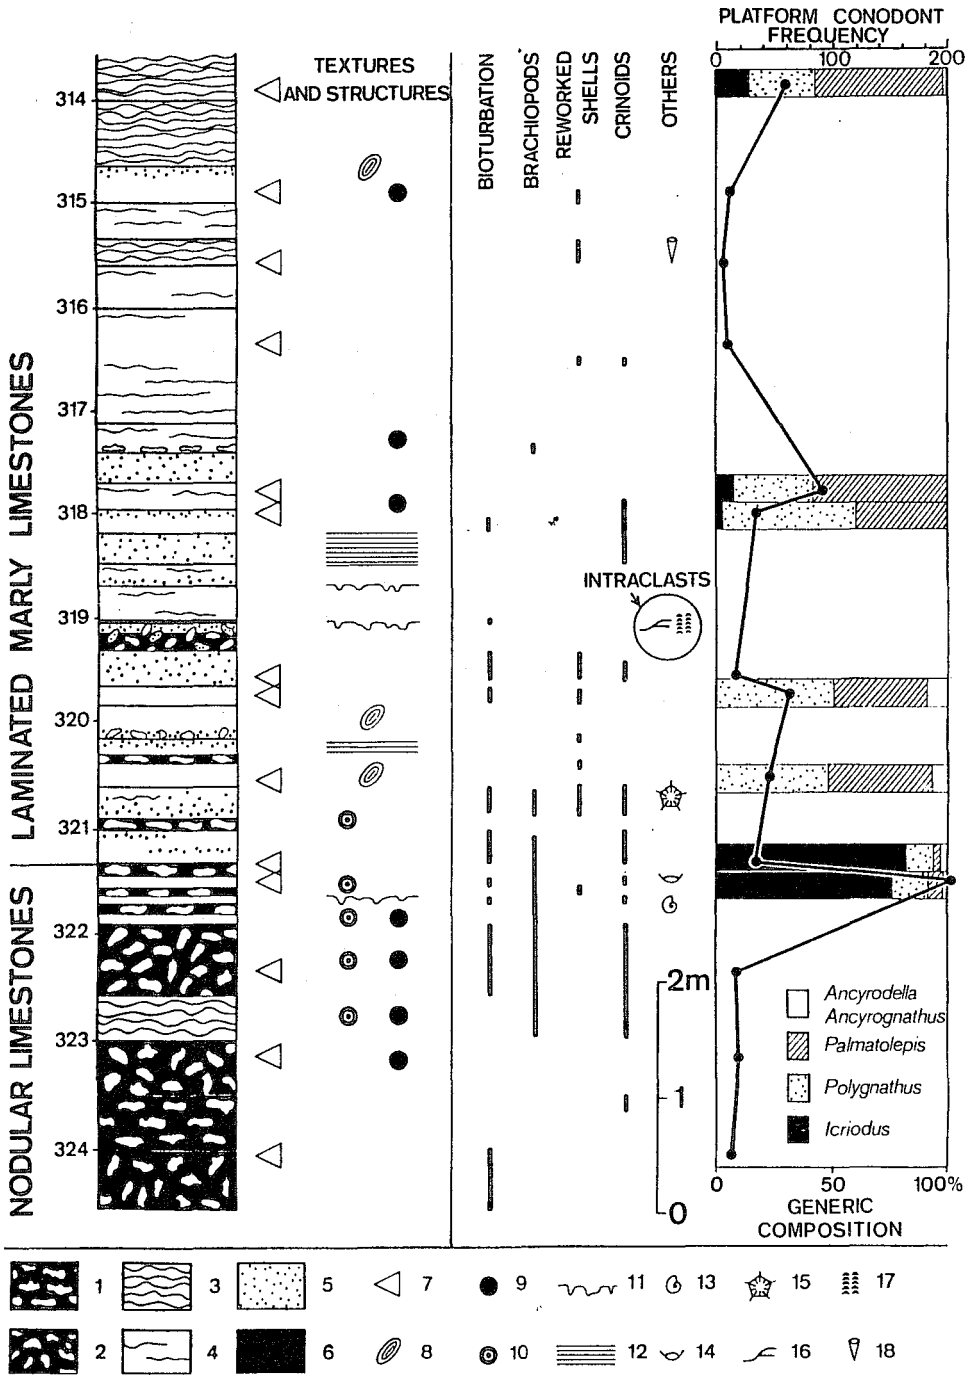 PLATFORM CONODONT
FREQUENCY
0 100 200
TEXTURES
AND STRUCTURES
BIOTURBATION
BRACHIOPODS
REWORKED
SHELLS
CRINOIDS
OTHERS
314
315
316
317
318
319
320
321
322
323
324
LAMINATED MARLY LIMESTONES
NODULAR LIMESTONES
INTRACLASTS
2m
1
0
Ancyrodella
Ancyrognathus
Palmatolepis
Polygnathus
Icriodus
0 50 100%
GENERIC
COMPOSITION
1 3 5 7 9 11 13 15 17
2 4 6 8 10 12 14 16 18